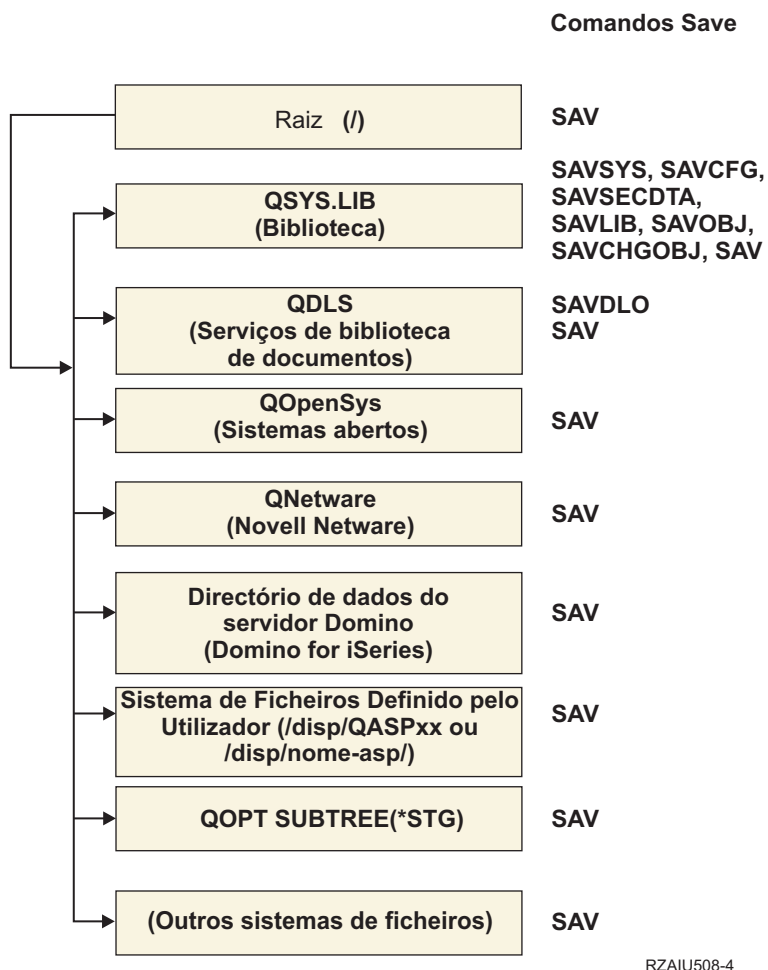 Comandos Save
Raiz (/)
SAV
QSYS.LIB
(Biblioteca)
SAVSYS, SAVCFG,
SAVSECDTA,
SAVLIB, SAVOBJ,
SAVCHGOBJ, SAV
QDLS
(Serviços de biblioteca
de documentos)
SAVDLO
SAV
QOpenSys
(Sistemas abertos)
SAV
QNetware
(Novell Netware)
SAV
Directório de dados do
servidor Domino
(Domino for iSeries)
SAV
Sistema de Ficheiros Definido pelo
Utilizador (/disp/QASPxx ou
/disp/nome-asp/)
SAV
QOPT SUBTREE(*STG)
SAV
(Outros sistemas de ficheiros)
SAV
RZAIU508-4